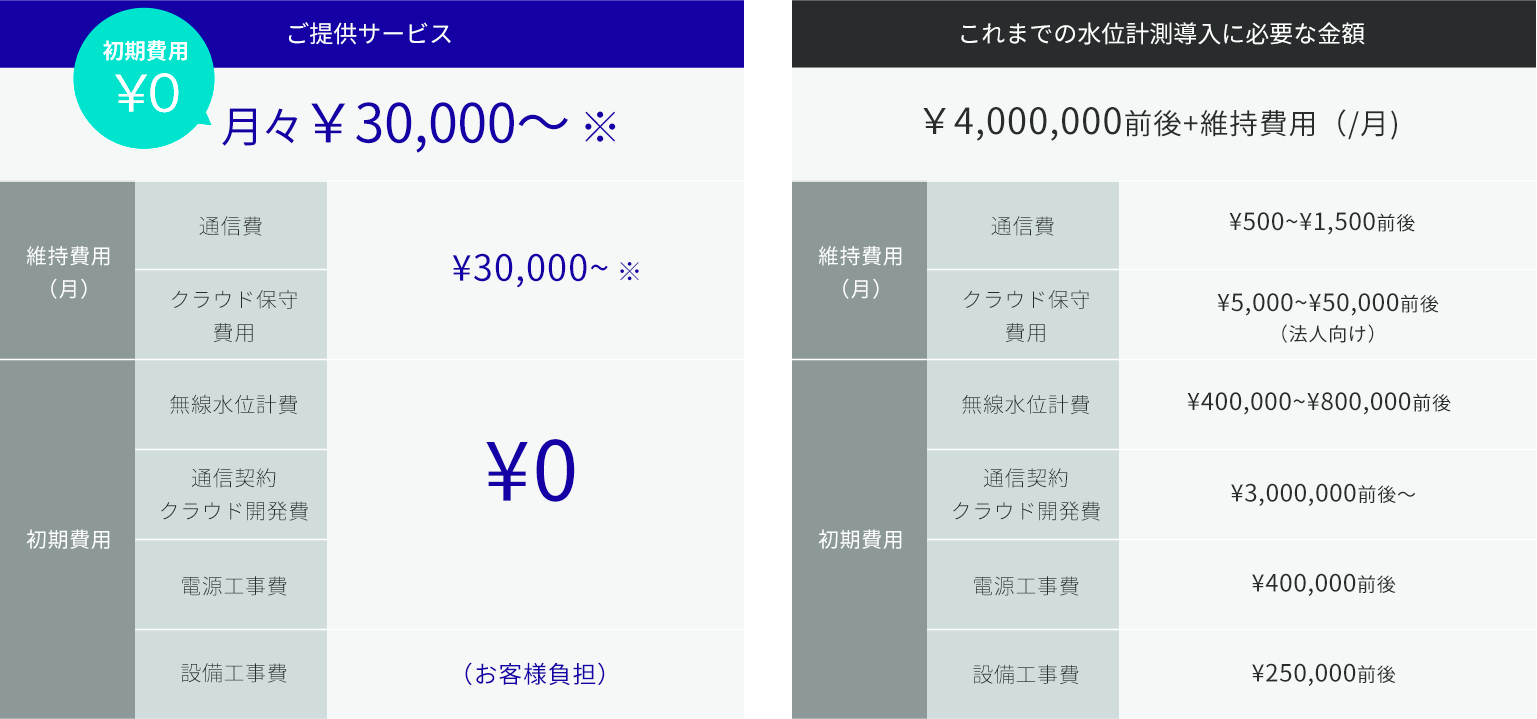 ご提供サービス
初期費用
¥0
月々￥30,000〜 ※
維持費用
（月）
通信費
¥30,000~ ※
クラウド保守
費用
初期費用
無線水位計費
¥0
通信契約
クラウド開発費
電源工事費
設備工事費
（お客様負担）
これまでの水位計測導入に必要な金額
￥4,000,000前後+維持費用（/月)
維持費用
（月）
通信費
¥500~¥1,500前後
クラウド保守
費用
¥5,000~¥50,000前後
（法人向け）
初期費用
無線水位計費
¥400,000~¥800,000前後
通信契約
クラウド開発費
¥3,000,000前後〜
電源工事費
¥400,000前後
設備工事費
¥250,000前後